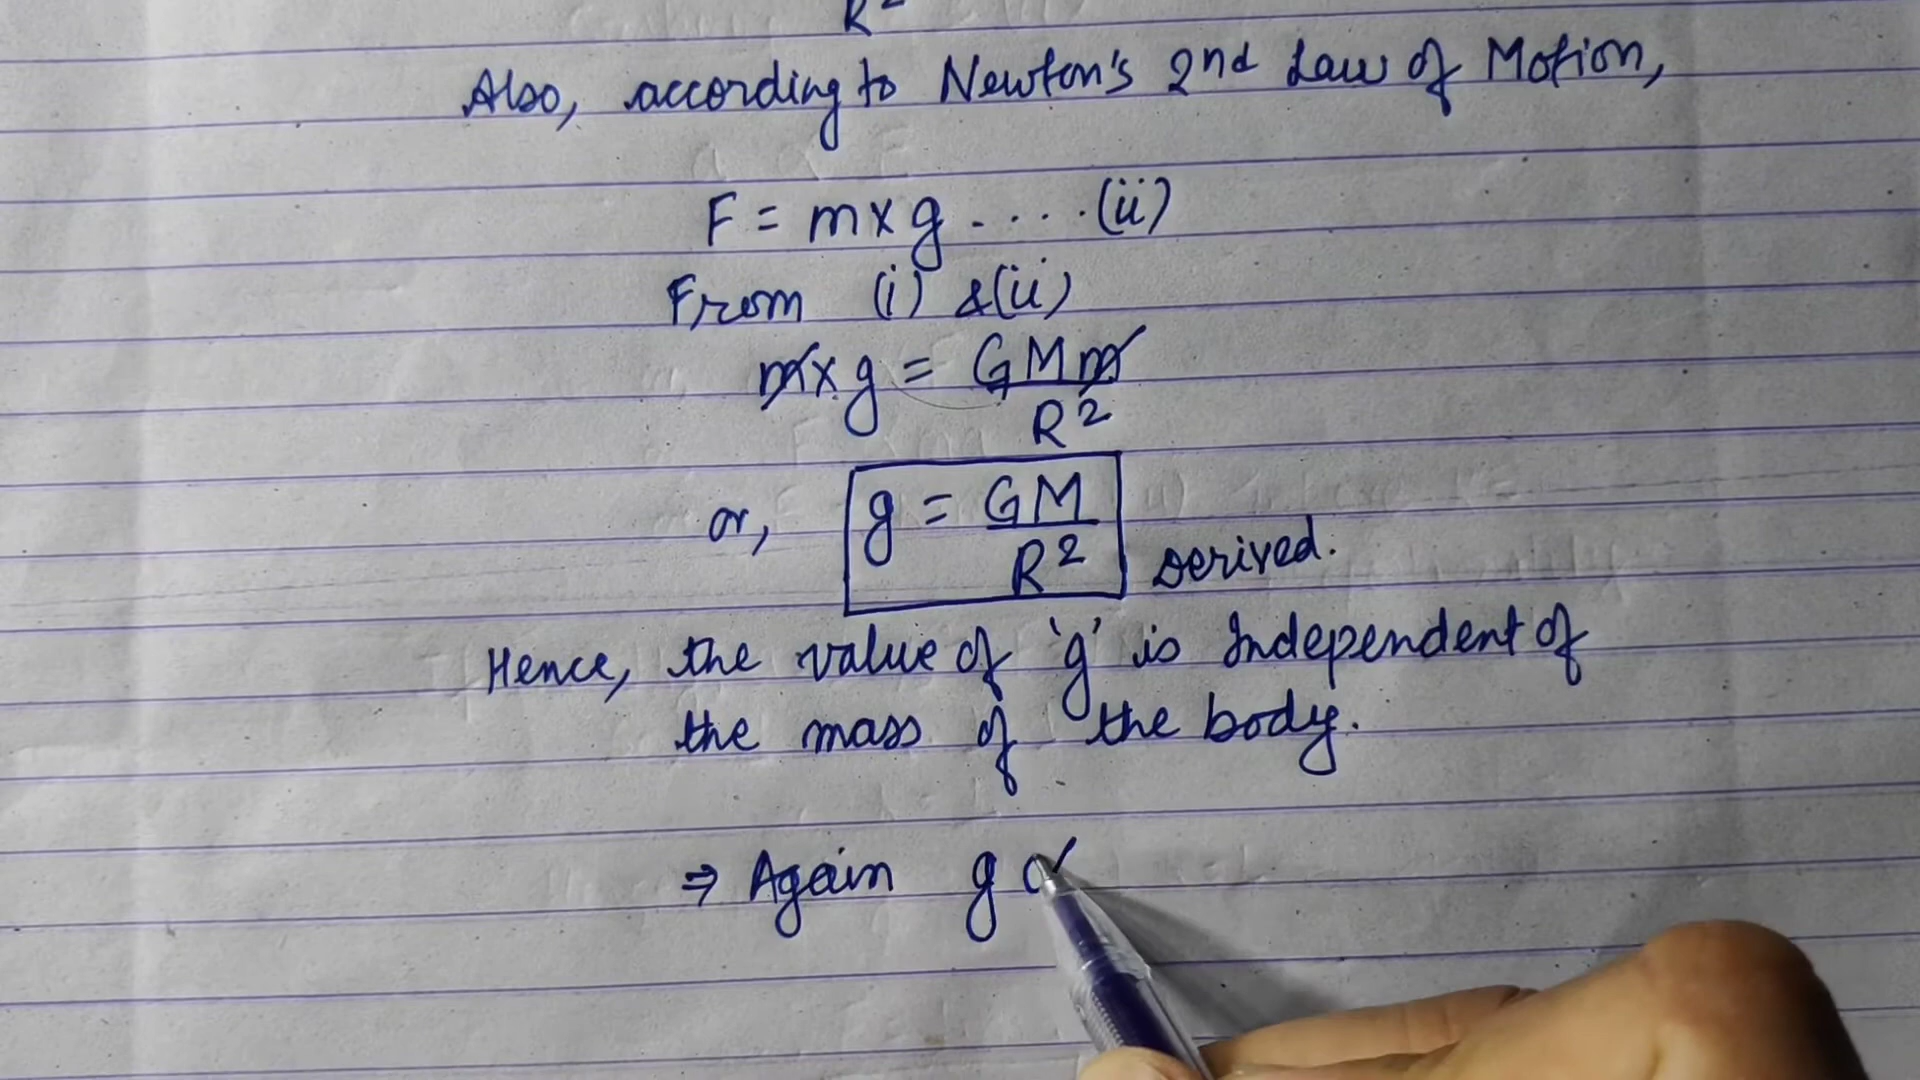 R²
Also, according to Newton's 2nd Law of Motion,
F = m x g .....(ii)
From (i) &(ii)
m x g = GMm
R²
or, g = GM
R² Derived.
Hence, the value of 'g' is Independent of
the mass of the body.
⇒ Again g ∝